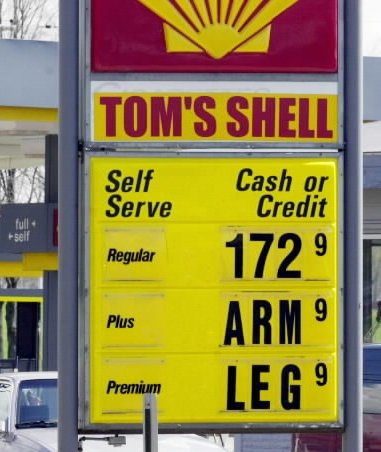 TOM'S SHELL
Self Serve
Cash or Credit
Regular 172 9
Plus ARM 9
Premium LEG 9
full
self